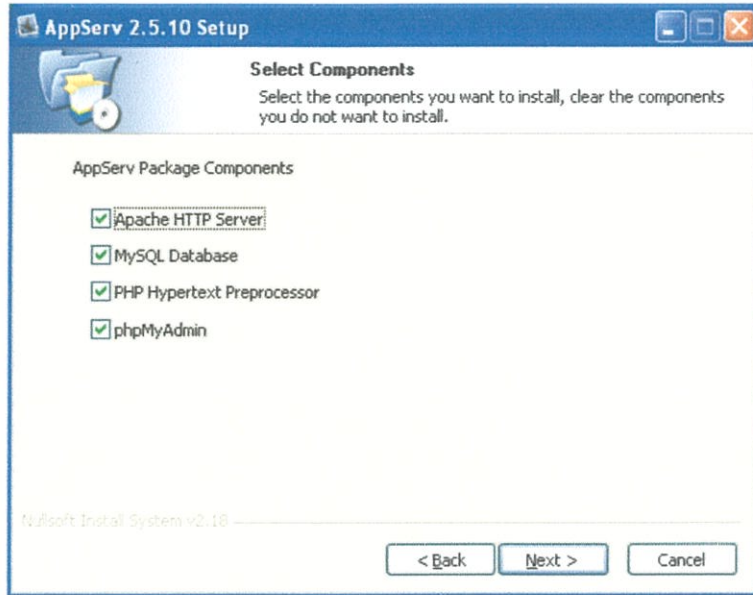 AppServ 2.5.10 Setup
Select Components
Select the components you want to install, clear the components
you do not want to install.
AppServ Package Components
Apache HTTP Server
MySQL Database
PHP Hypertext Preprocessor
phpMyAdmin
Nullsoft Install System v2.18
< Back
Next >
Cancel